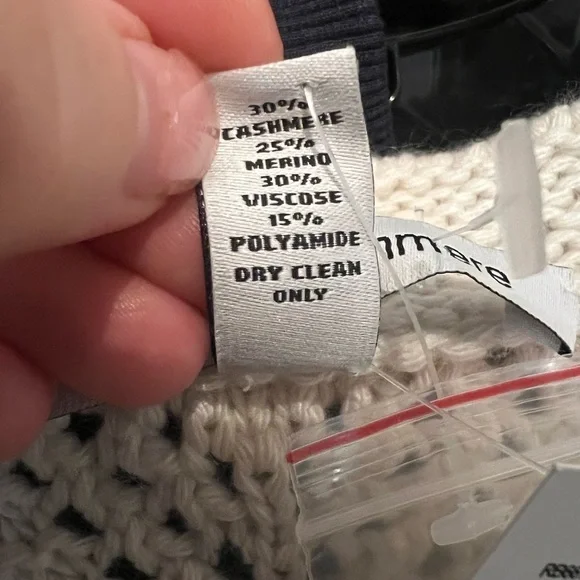 30%
CASHMERE
25%
MERINO
30%
VISCOSE
15%
POLYAMIDE
DRY CLEAN
ONLY